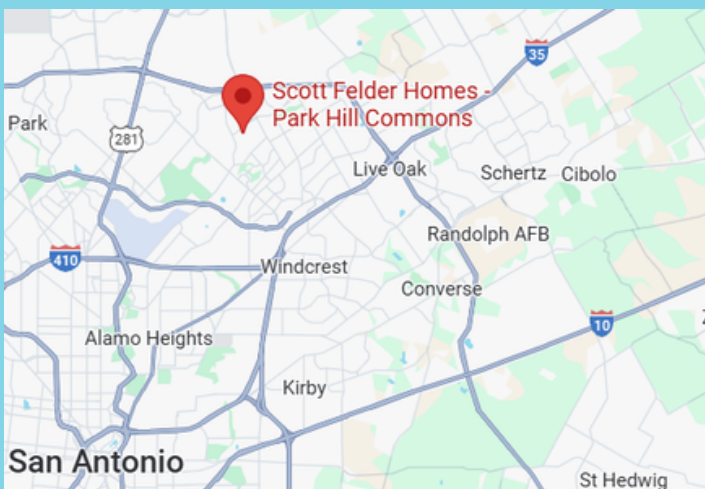 35
Scott Felder Homes -
Park Hill Commons
Park
281
Live Oak
Schertz
Cibolo
Randolph AFB
410
Windcrest
Converse
10
Alamo Heights
Kirby
San Antonio
St Hedwig